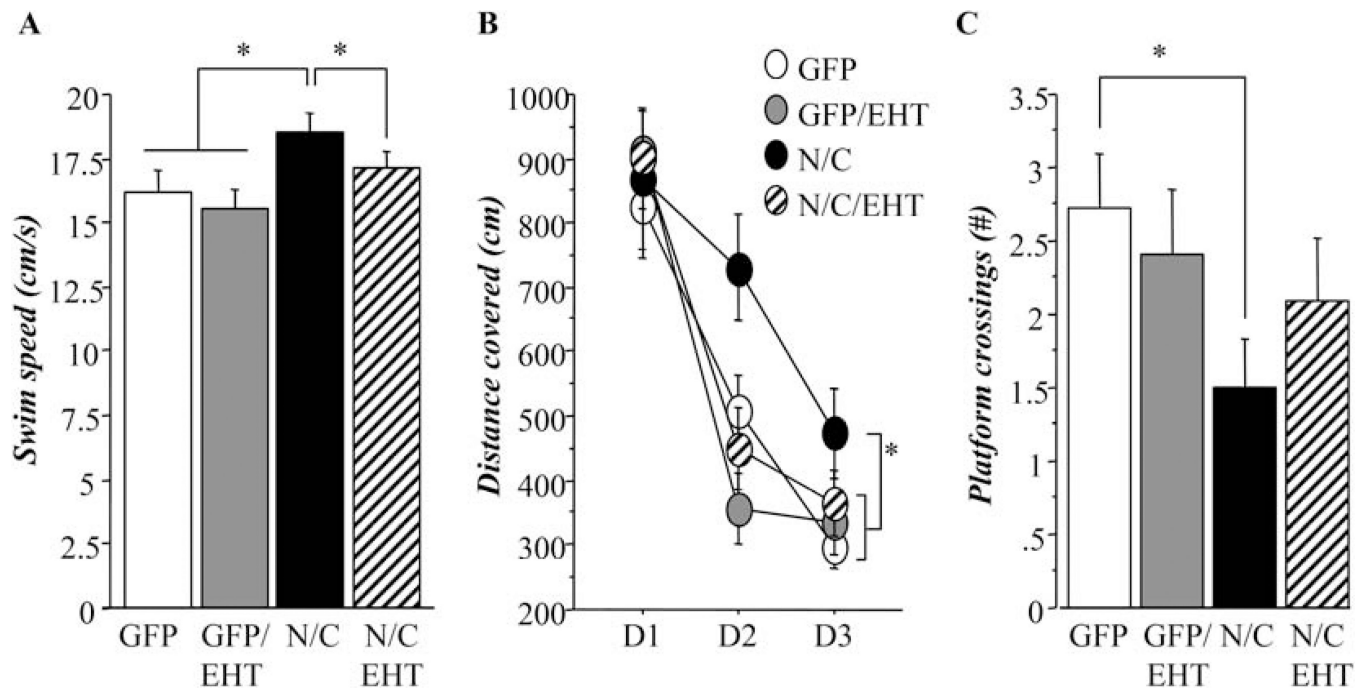 A
*
*
20
17.5
15
12.5
10
7.5
5
2.5
0
Swim speed (cm/s)
GFP
GFP/
EHT
N/C
N/C
EHT
B
GFP
GFP/EHT
N/C
N/C/EHT
1000
900
800
700
600
500
400
300
200
Distance covered (cm)
*
D1
D2
D3
C
*
3.5
3
2.5
2
1.5
1
.5
0
Platform crossings (#)
GFP
GFP/
EHT
N/C
N/C
EHT